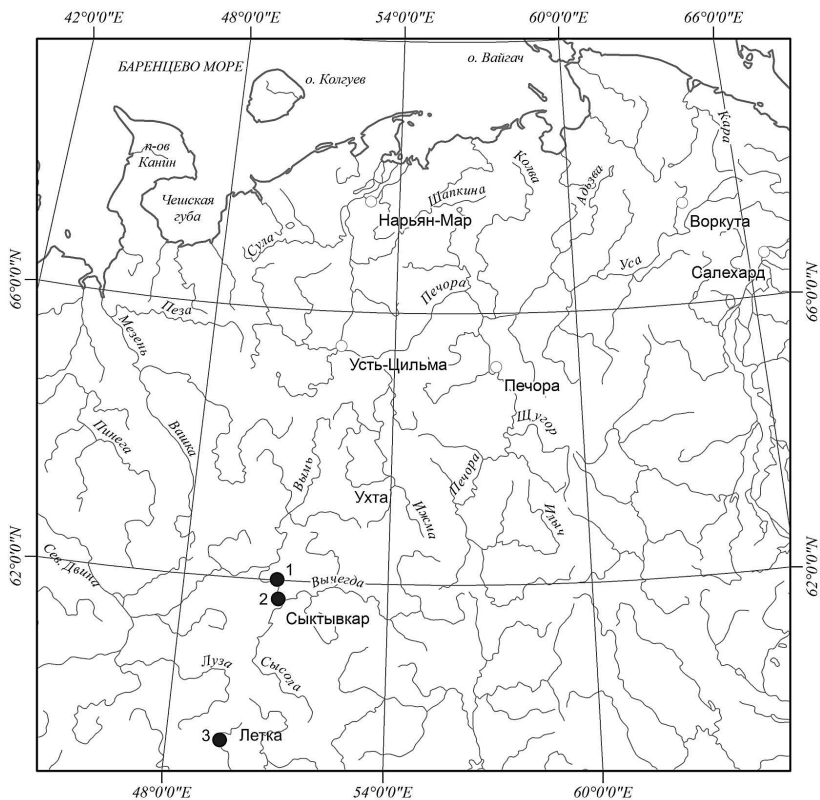 42°0'0"E 48°0'0"E 54°0'0"E 60°0'0"E 66°0'0"E
БАРЕНЦЕВО МОРЕ
о. Колгуев
о. Вайгач
п-ов
Канин
Чешская
губа
Кара
Колва
Адьзва
Шапкина
Нарьян-Мар
Воркута
Сула
Уса
Салехард
66°0'0"N
66°0'0"N
Печора
Пеза
Мезень
Усть-Цильма
Печора
Щугор
Пинега
Вашка
Вымь
Печора
Ухта
Ижма
Илыч
62°0'0"N
62°0'0"N
Сев. Двина
1
Вычегда
2
Сыктывкар
Луза
Сысола
3
Летка
48°0'0"E 54°0'0"E 60°0'0"E